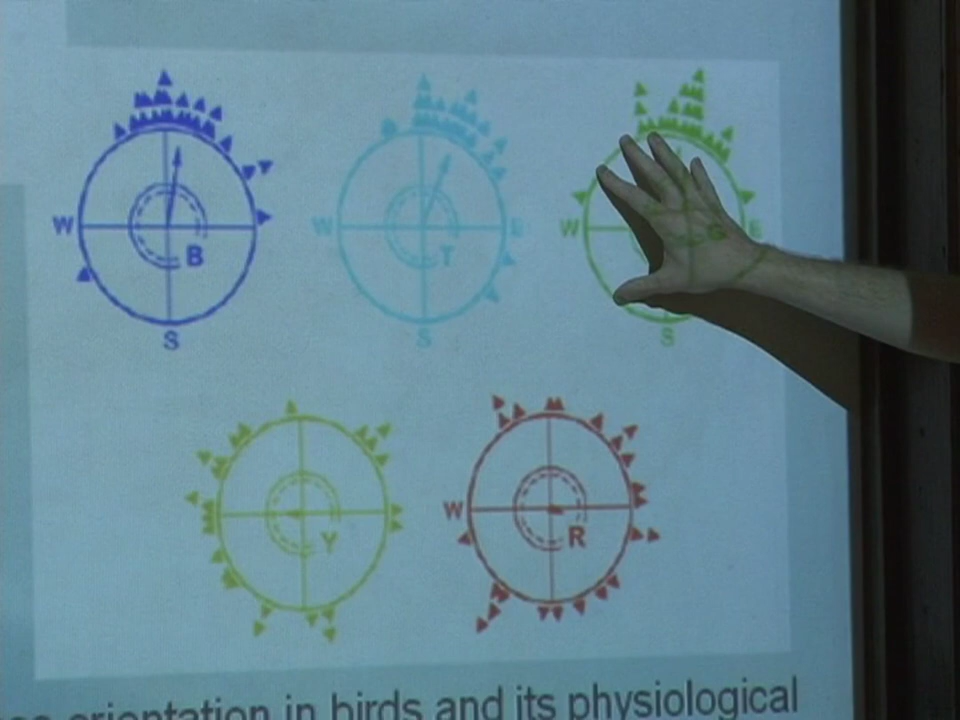 W B S
W E T S
W G E S
Y
W R
orientation in birds and its physiological